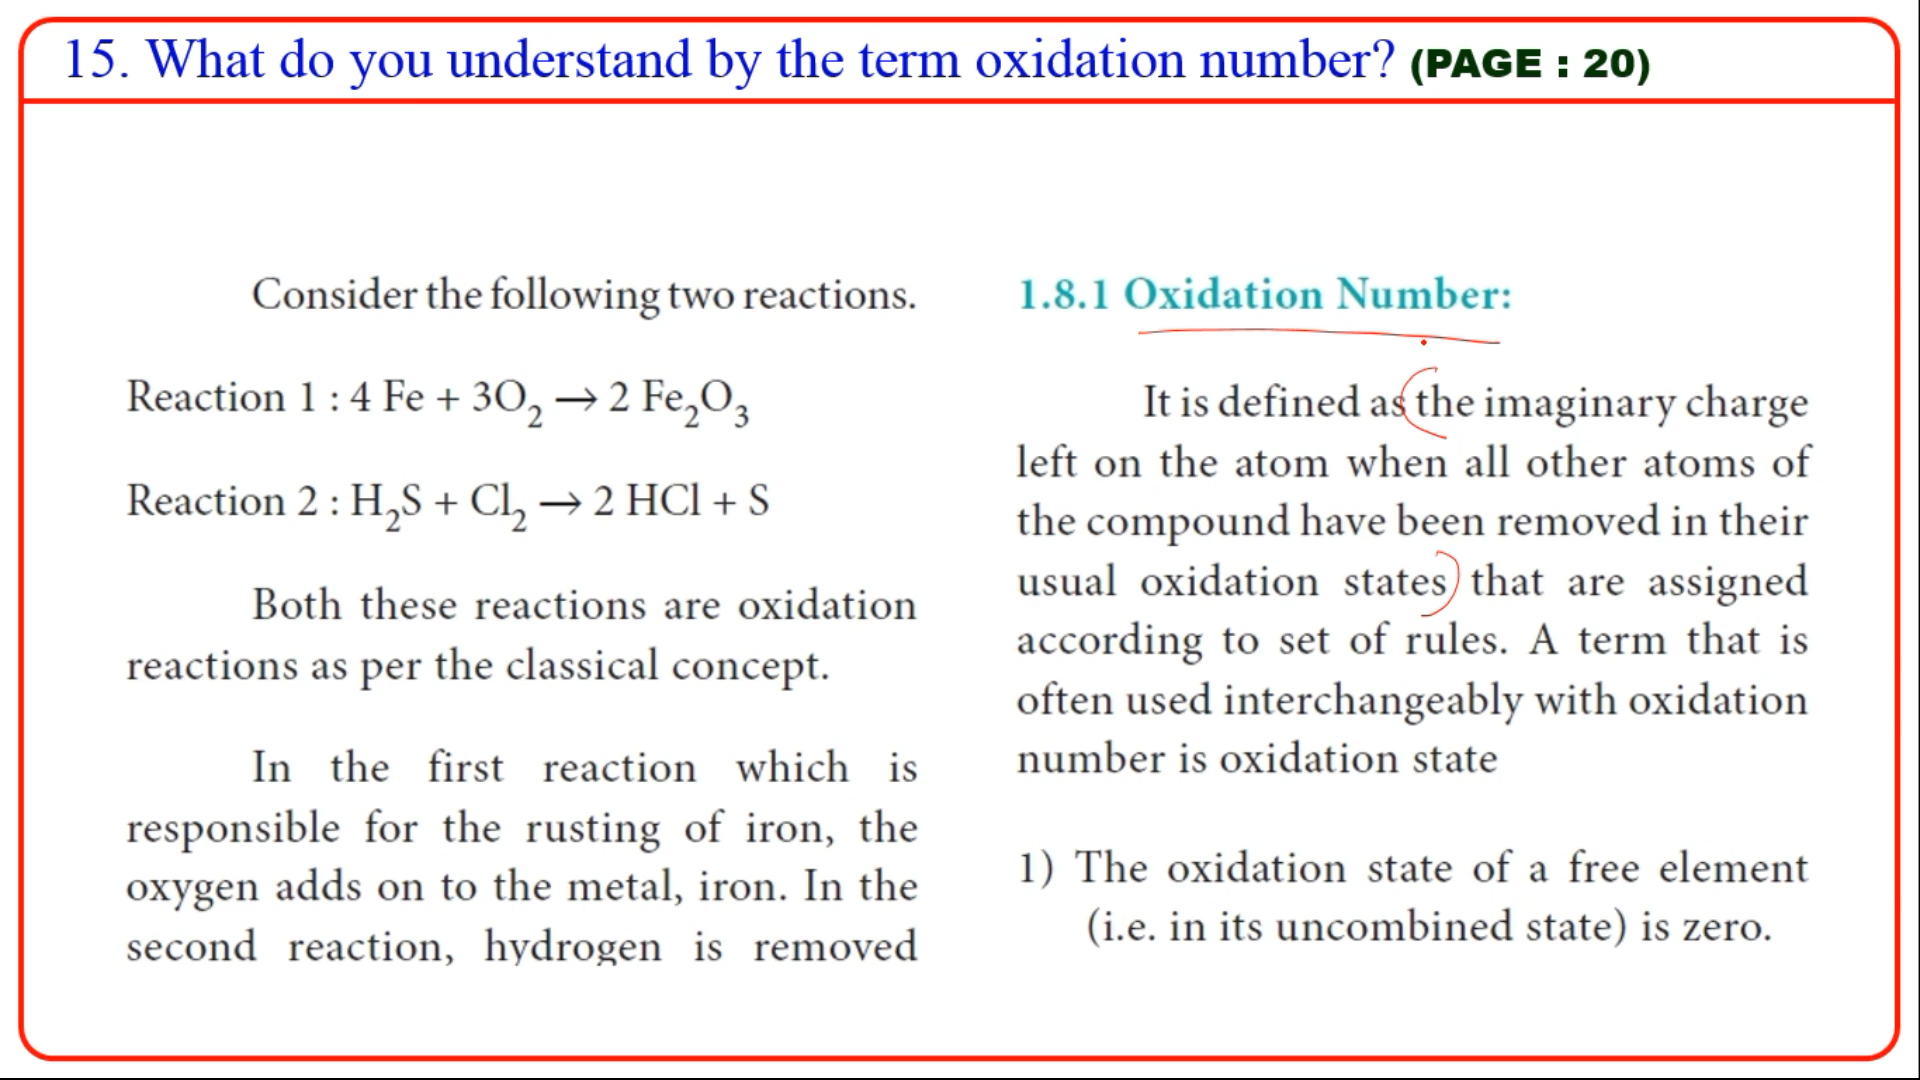 15. What do you understand by the term oxidation number? (PAGE : 20)
Consider the following two reactions.
Reaction 1 : 4 Fe + 3O₂ → 2 Fe₂O₃
Reaction 2 : H₂S + Cl₂ → 2 HCl + S
Both these reactions are oxidation
reactions as per the classical concept.
In the first reaction which is
responsible for the rusting of iron, the
oxygen adds on to the metal, iron. In the
second reaction, hydrogen is removed
1.8.1 Oxidation Number:
It is defined as the imaginary charge
left on the atom when all other atoms of
the compound have been removed in their
usual oxidation states that are assigned
according to set of rules. A term that is
often used interchangeably with oxidation
number is oxidation state
1) The oxidation state of a free element
(i.e. in its uncombined state) is zero.